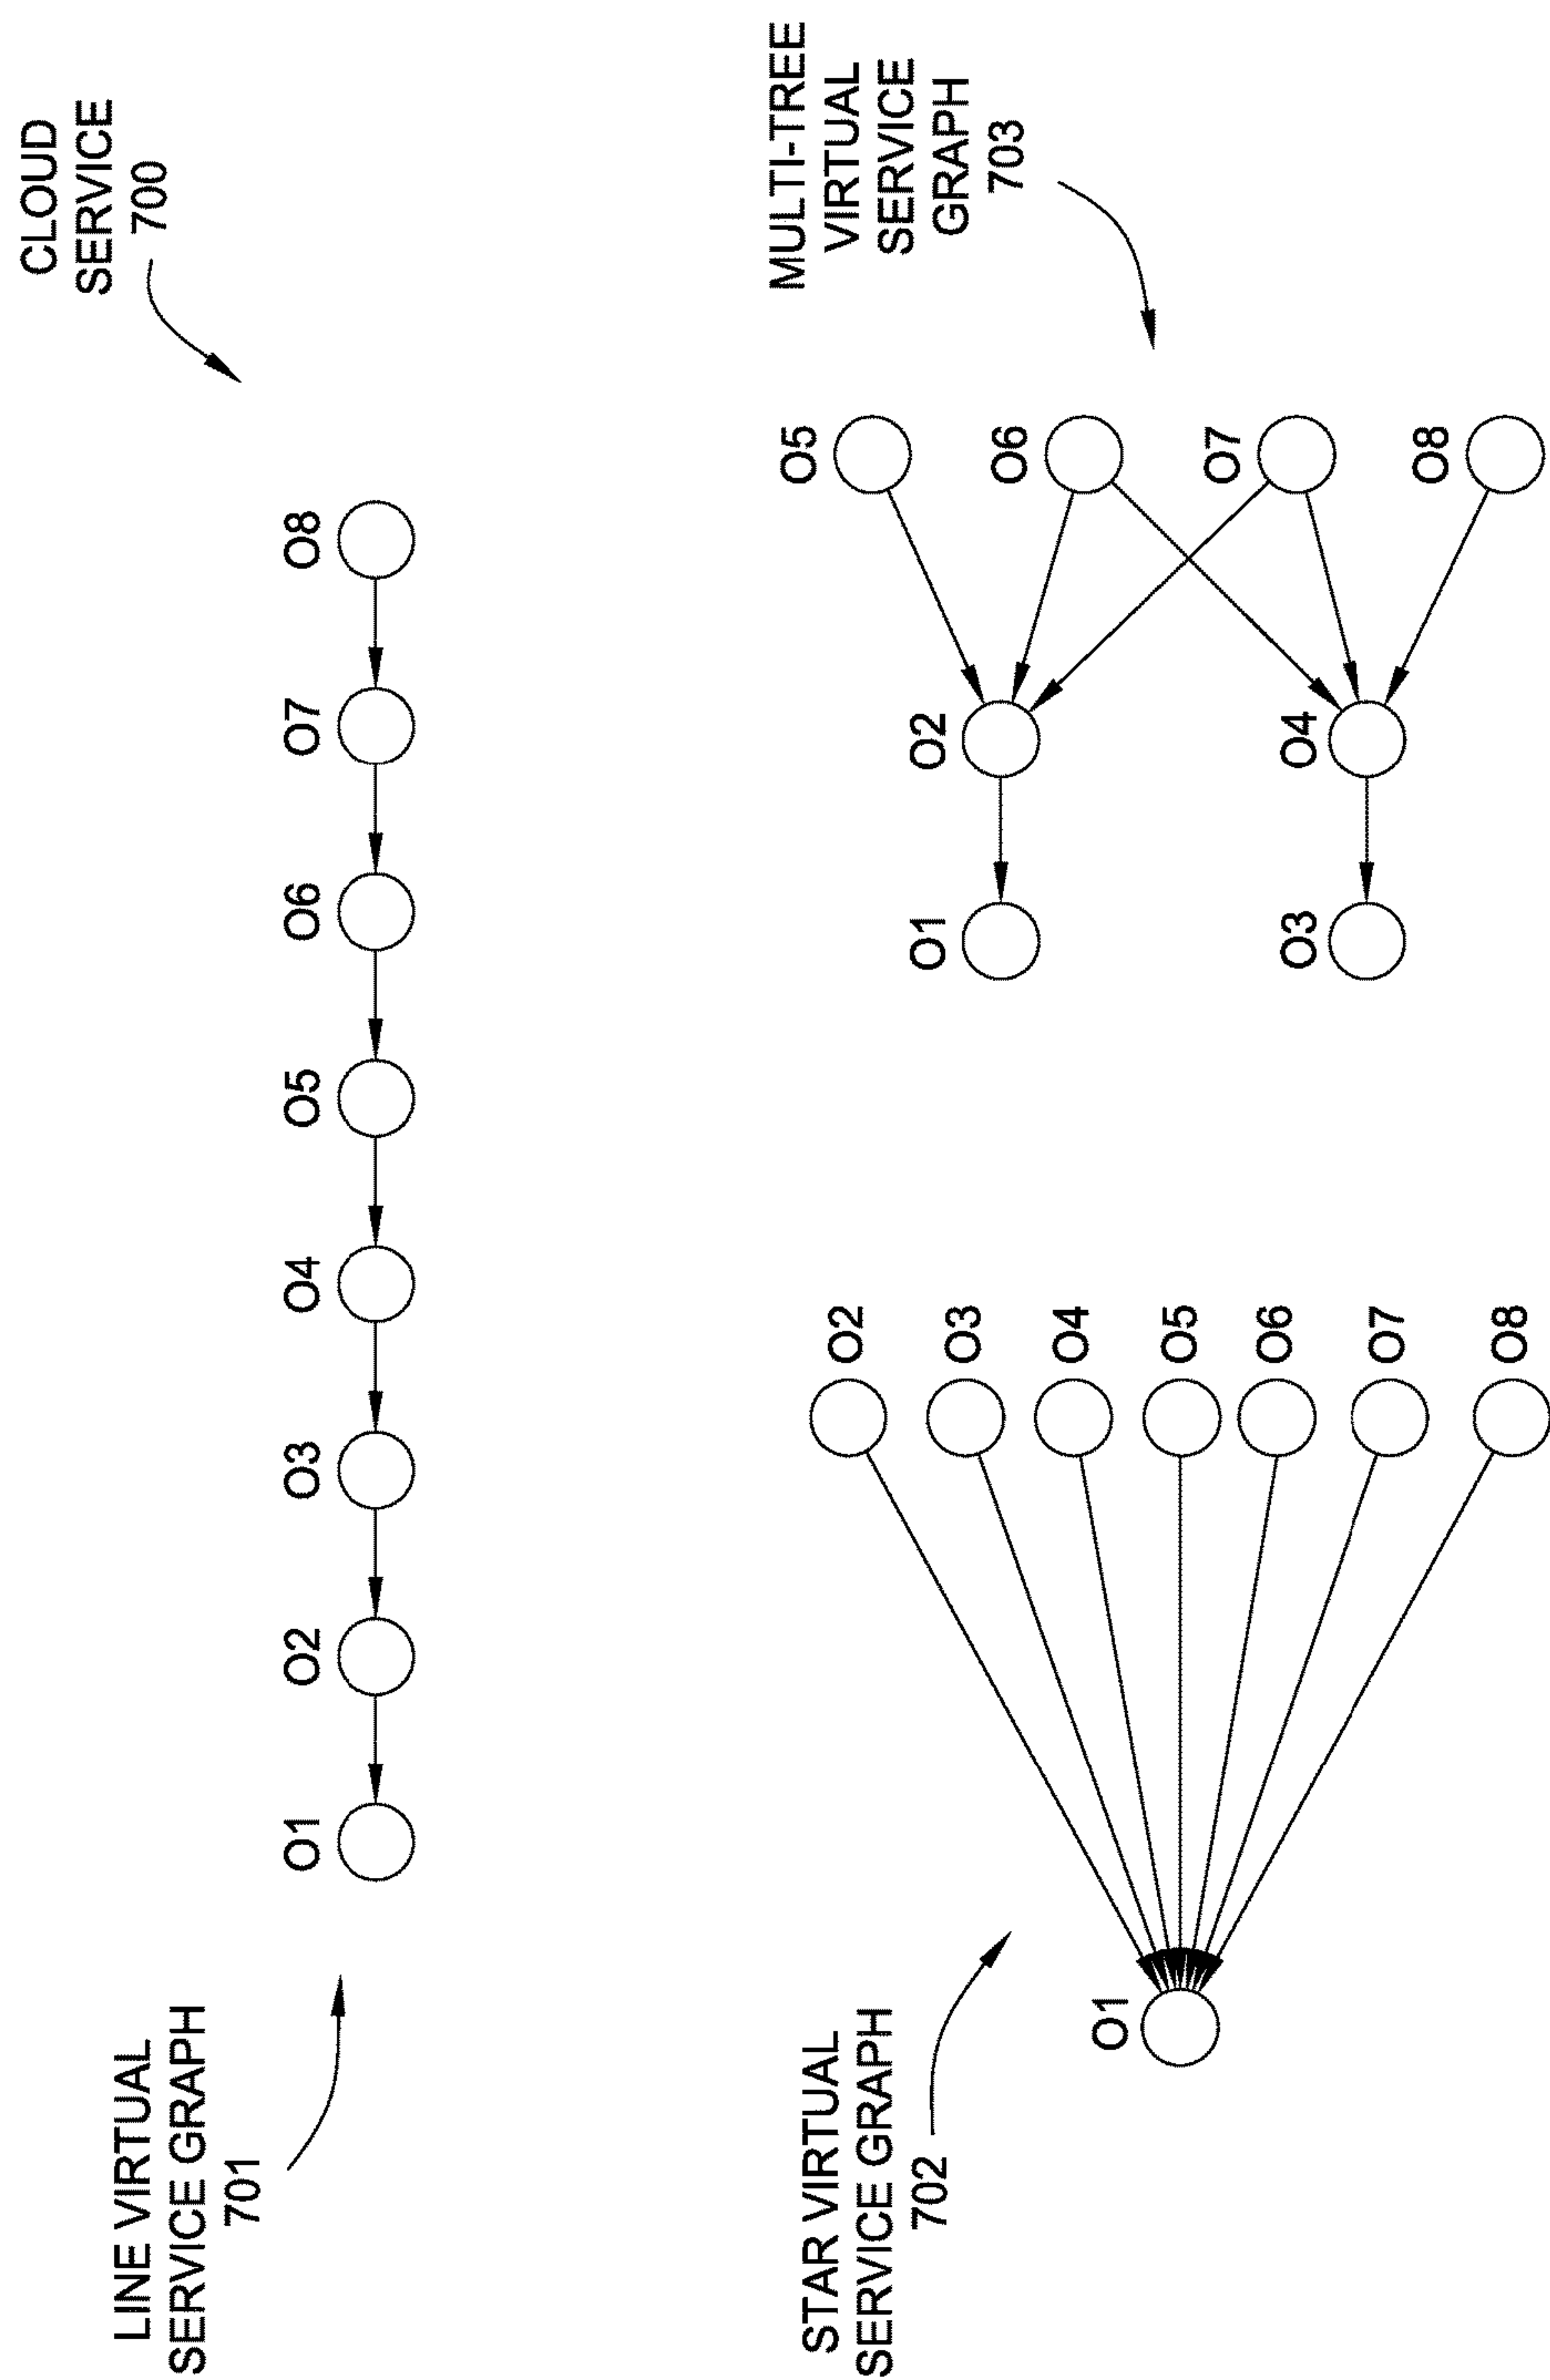 CLOUD
SERVICE
700
LINE VIRTUAL
SERVICE GRAPH
701
O1 O2 O3 O4 O5 O6 O7 O8
STAR VIRTUAL
SERVICE GRAPH
702
O1
O2
O3
O4
O5
O6
O7
O8
MULTI-TREE
VIRTUAL
SERVICE
GRAPH
703
O5
O6
O7
O8
O2
O4
O1
O3